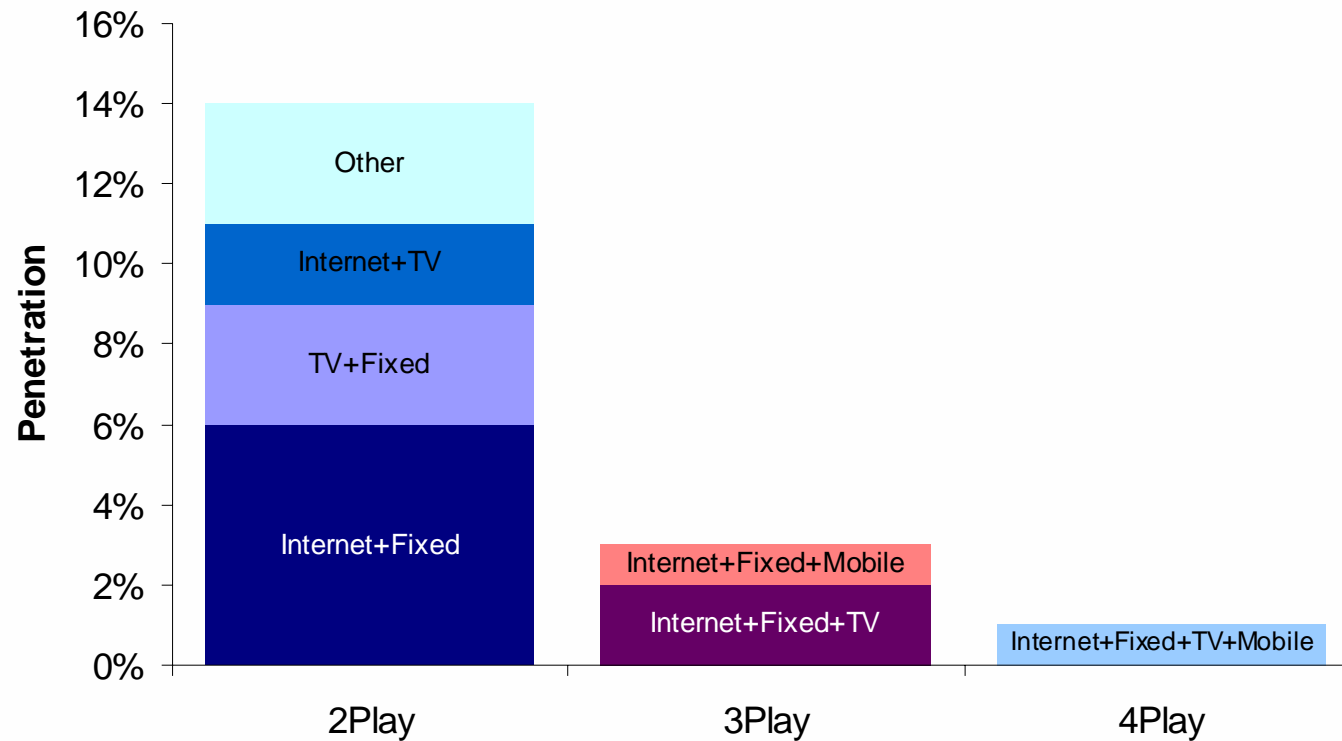 16%
14%
12%
10%
8%
6%
4%
2%
0%
Penetration
Other
Internet+TV
TV+Fixed
Internet+Fixed
Internet+Fixed+Mobile
Internet+Fixed+TV
Internet+Fixed+TV+Mobile
2Play
3Play
4Play